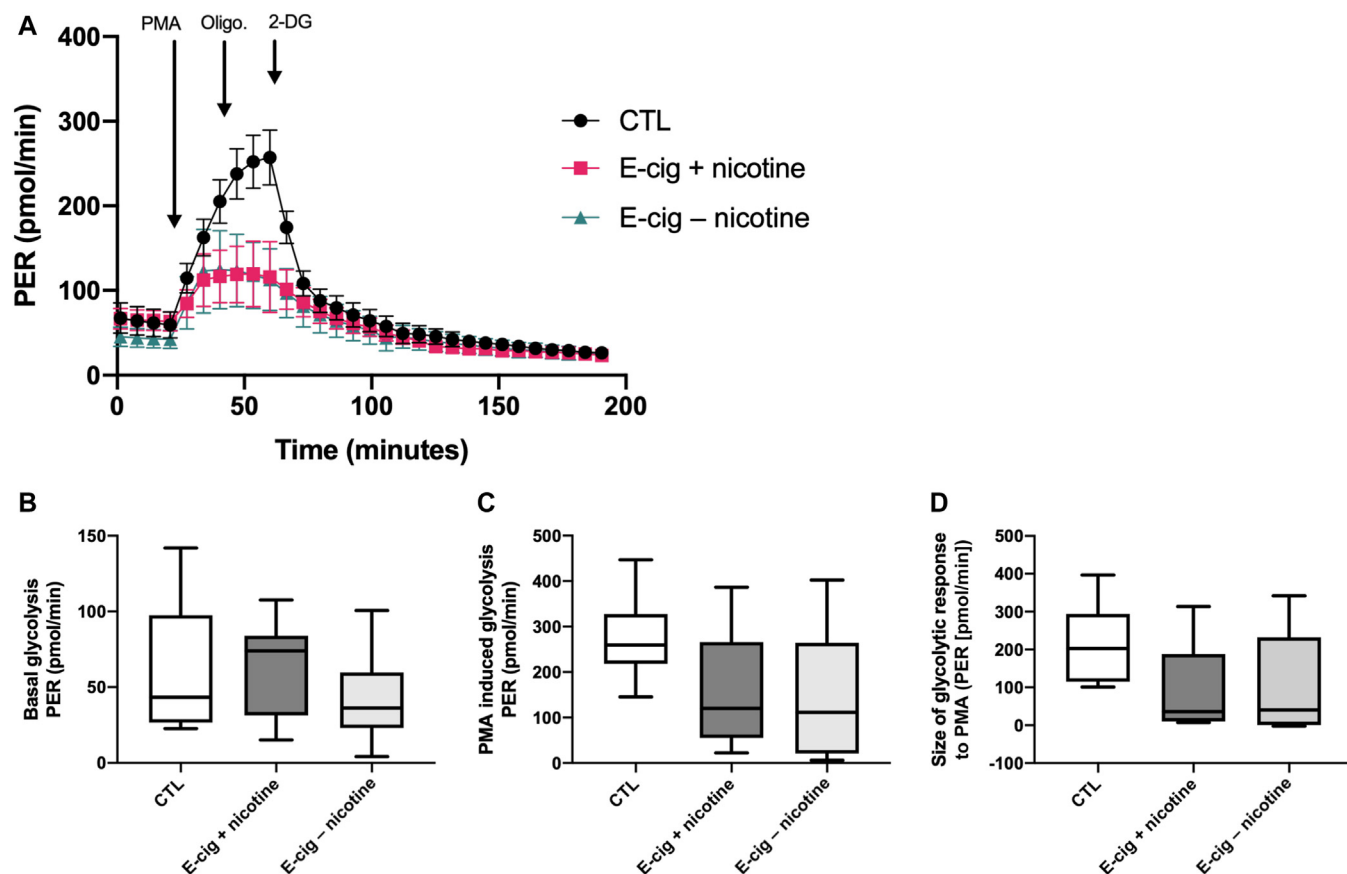 A
PMA Oligo. 2-DG
400
300
200
100
0
PER (pmol/min)
0 50 100 150 200
Time (minutes)
CTL
E-cig + nicotine
E-cig – nicotine
B
150
100
50
0
Basal glycolysis
PER (pmol/min)
CTL
E-cig + nicotine
E-cig – nicotine
C
500
400
300
200
100
0
PMA induced glycolysis
PER (pmol/min)
CTL
E-cig + nicotine
E-cig – nicotine
D
500
400
300
200
100
0
-100
Size of glycolytic response
to PMA (PER [pmol/min])
CTL
E-cig + nicotine
E-cig – nicotine